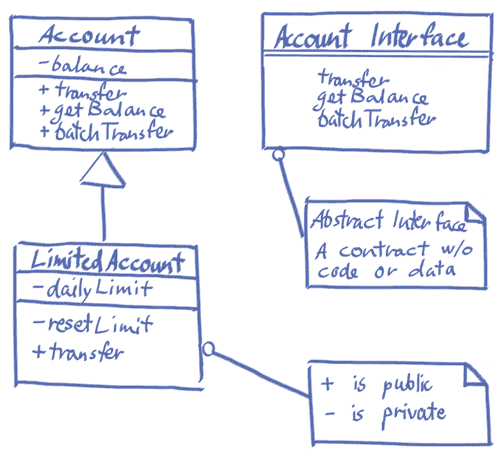 Account
- balance
+ transfer
+ getBalance
+ batchTransfer
Account Interface
transfer
getBalance
batchTransfer
Abstract Interface
A contract w/o
code or data
LimitedAccount
- dailyLimit
- resetLimit
+ transfer
+ is public
- is private